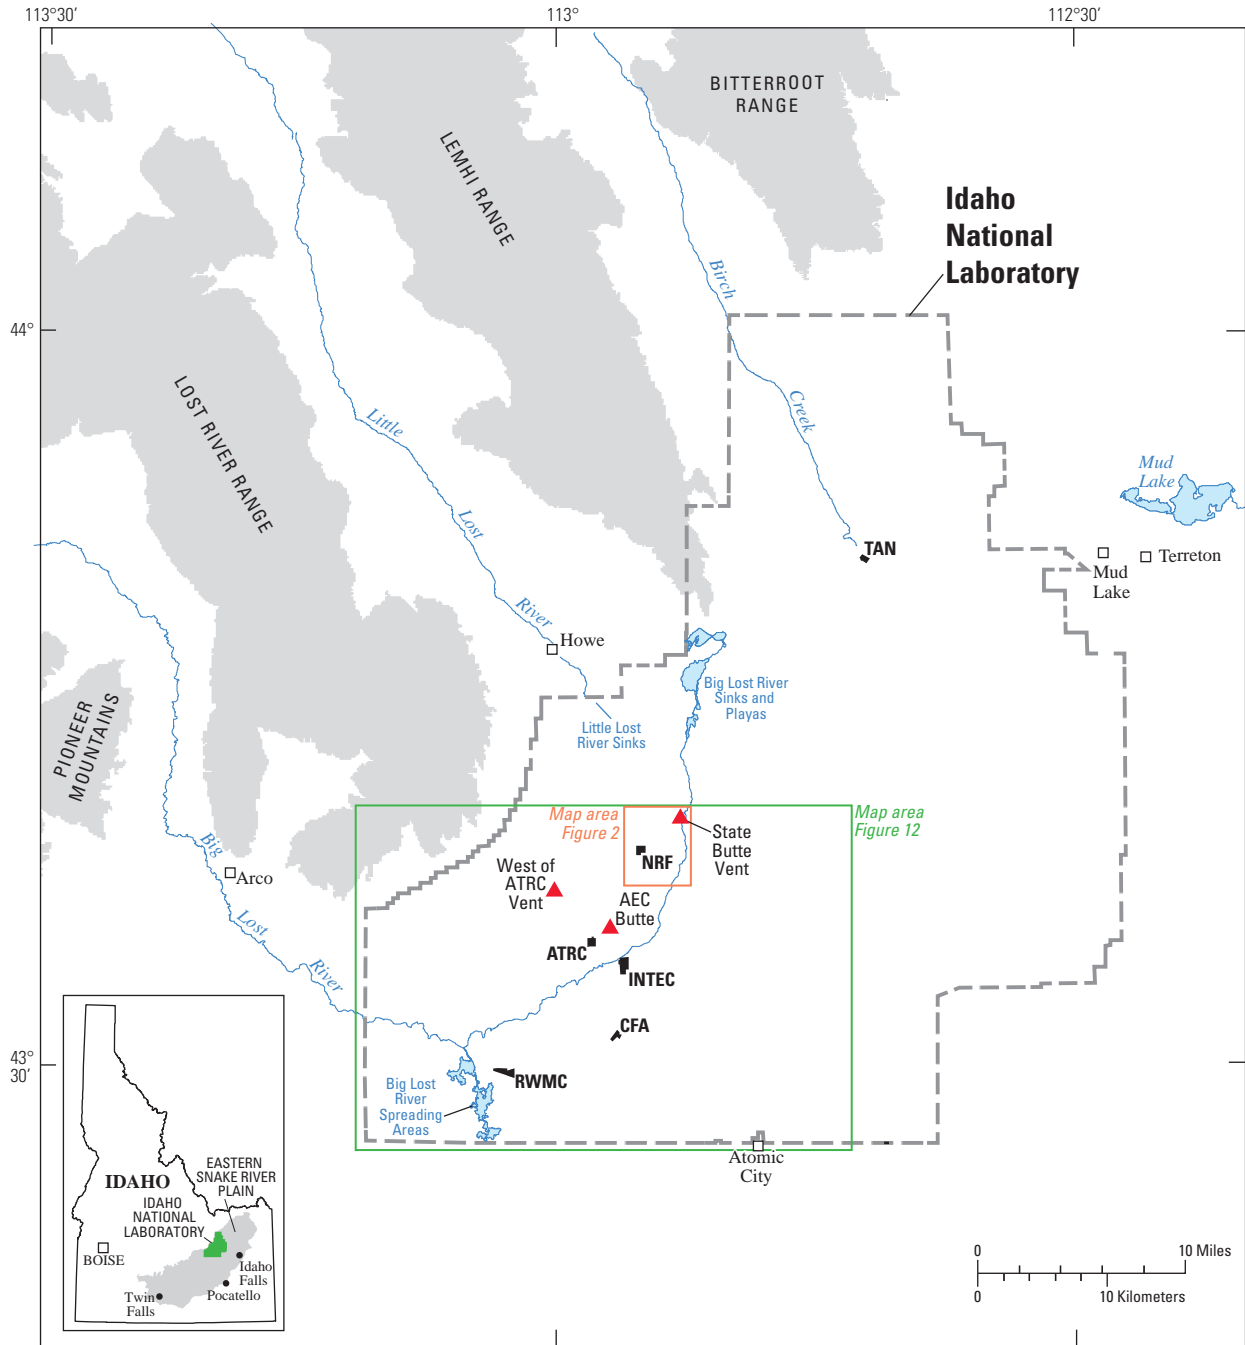 113°30'
113°
112°30'
BITTERROOT
RANGE
LEMHI RANGE
Idaho
National
Laboratory
Birch
44°
LOST RIVER RANGE
Little
Creek
Mud
Lake
Lost
TAN
Mud
Lake
Terreton
River
Howe
PIONEER
MOUNTAINS
Big Lost River
Sinks and
Playas
Little Lost
River Sinks
Map area
Figure 2
Map area
Figure 12
State
Butte
Vent
NRF
Big
Arco
West of
ATRC
Vent
AEC
Butte
Lost
ATRC
INTEC
River
CFA
43°
30'
RWMC
Big Lost
River
Spreading
Areas
Atomic
City
EASTERN
SNAKE RIVER
PLAIN
IDAHO
IDAHO
NATIONAL
LABORATORY
BOISE
Idaho
Falls
Pocatello
Twin
Falls
0
10 Miles
0
10 Kilometers